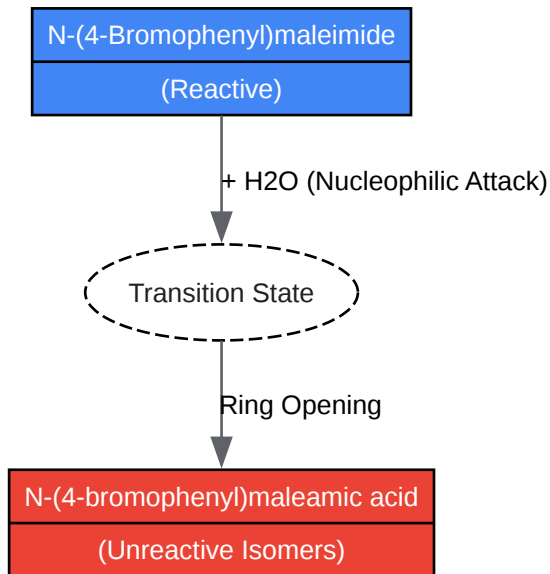 N-(4-Bromophenyl)maleimide
(Reactive)
+ H2O (Nucleophilic Attack)
Transition State
Ring Opening
N-(4-bromophenyl)maleamic acid
(Unreactive Isomers)